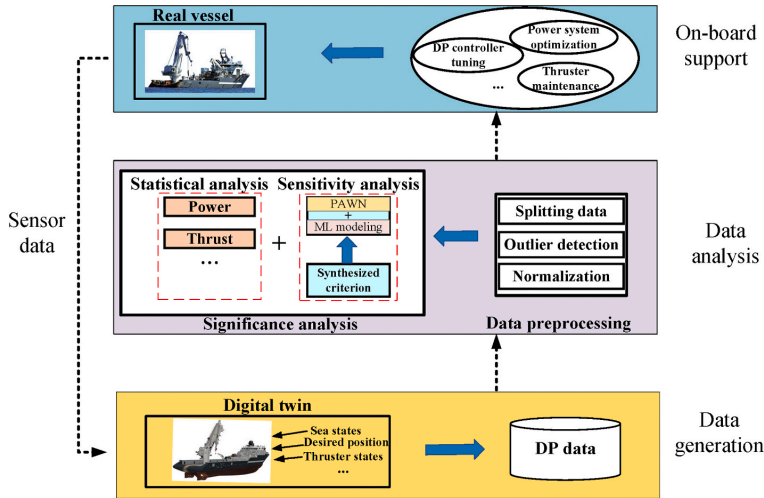 Real vessel
Power system
optimization
DP controller
tuning
Thruster
maintenance
...
On-board
support
Sensor
data
Statistical analysis
Power
Thrust
...
+
Sensitivity analysis
PAWN
+
ML modeling
Synthesized
criterion
Significance analysis
Splitting data
Outlier detection
Normalization
Data preprocessing
Data
analysis
Digital twin
Sea states
Desired position
Thruster states
...
DP data
Data
generation